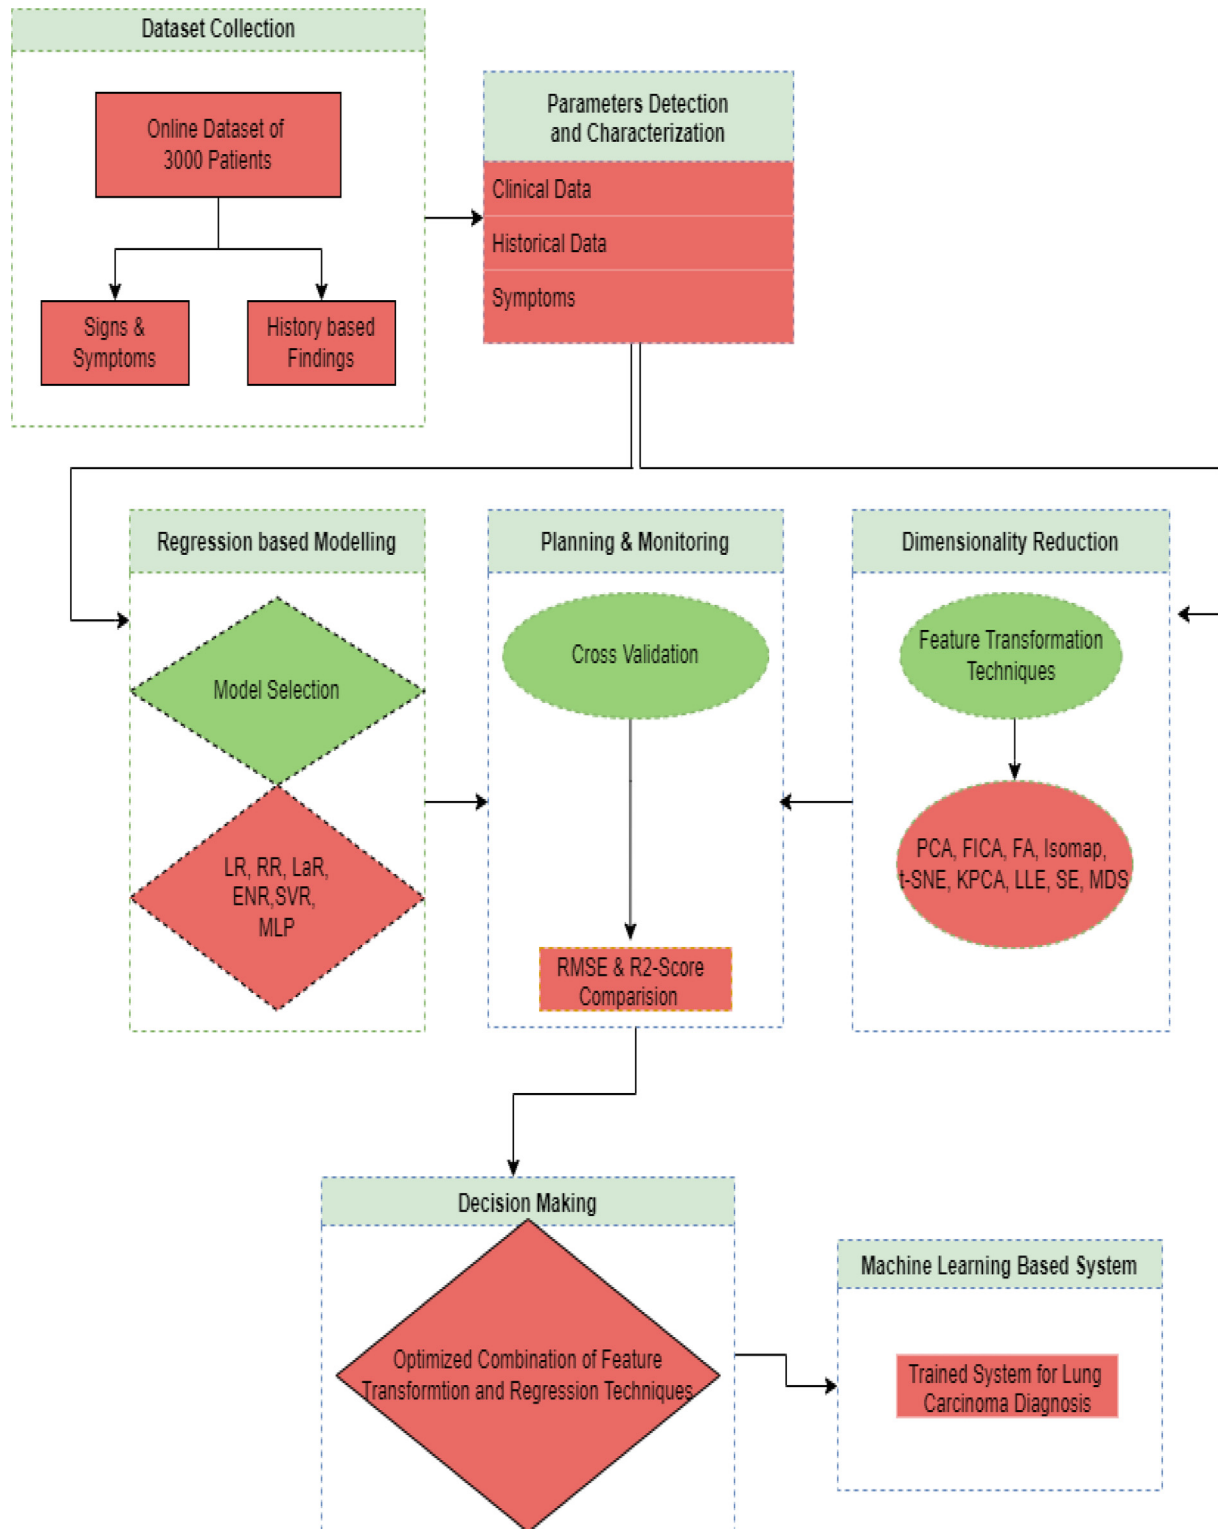 Dataset Collection
Online Dataset of
3000 Patients
Signs &
Symptoms
History based
Findings
Parameters Detection
and Characterization
Clinical Data
Historical Data
Symptoms
Regression based Modelling
Model Selection
LR, RR, LaR,
ENR,SVR,
MLP
Planning & Monitoring
Cross Validation
RMSE & R2-Score
Comparision
Dimensionality Reduction
Feature Transformation
Techniques
PCA, FICA, FA, Isomap,
t-SNE, KPCA, LLE, SE, MDS
Decision Making
Optimized Combination of Feature
Transformtion and Regression Techniques
Machine Learning Based System
Trained System for Lung
Carcinoma Diagnosis